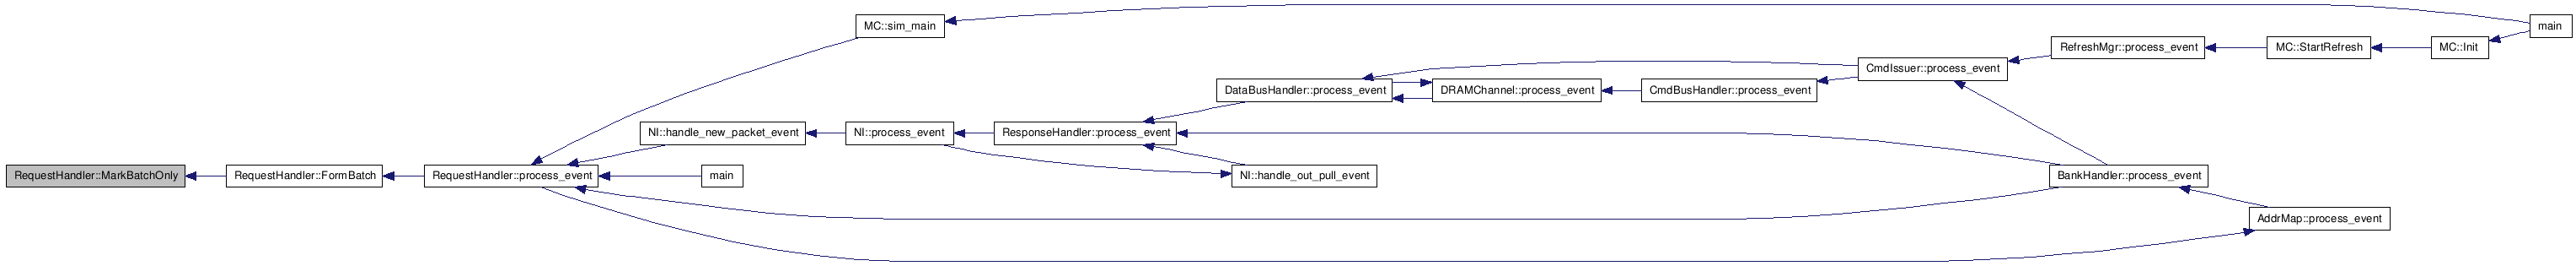 MC::sim_main
main
RefreshMgr::process_event
MC::StartRefresh
MC::Init
CmdIssuer::process_event
DataBusHandler::process_event
DRAMChannel::process_event
CmdBusHandler::process_event
NI::handle_new_packet_event
NI::process_event
ResponseHandler::process_event
RequestHandler::MarkBatchOnly
RequestHandler::FormBatch
RequestHandler::process_event
main
NI::handle_out_pull_event
BankHandler::process_event
AddrMap::process_event